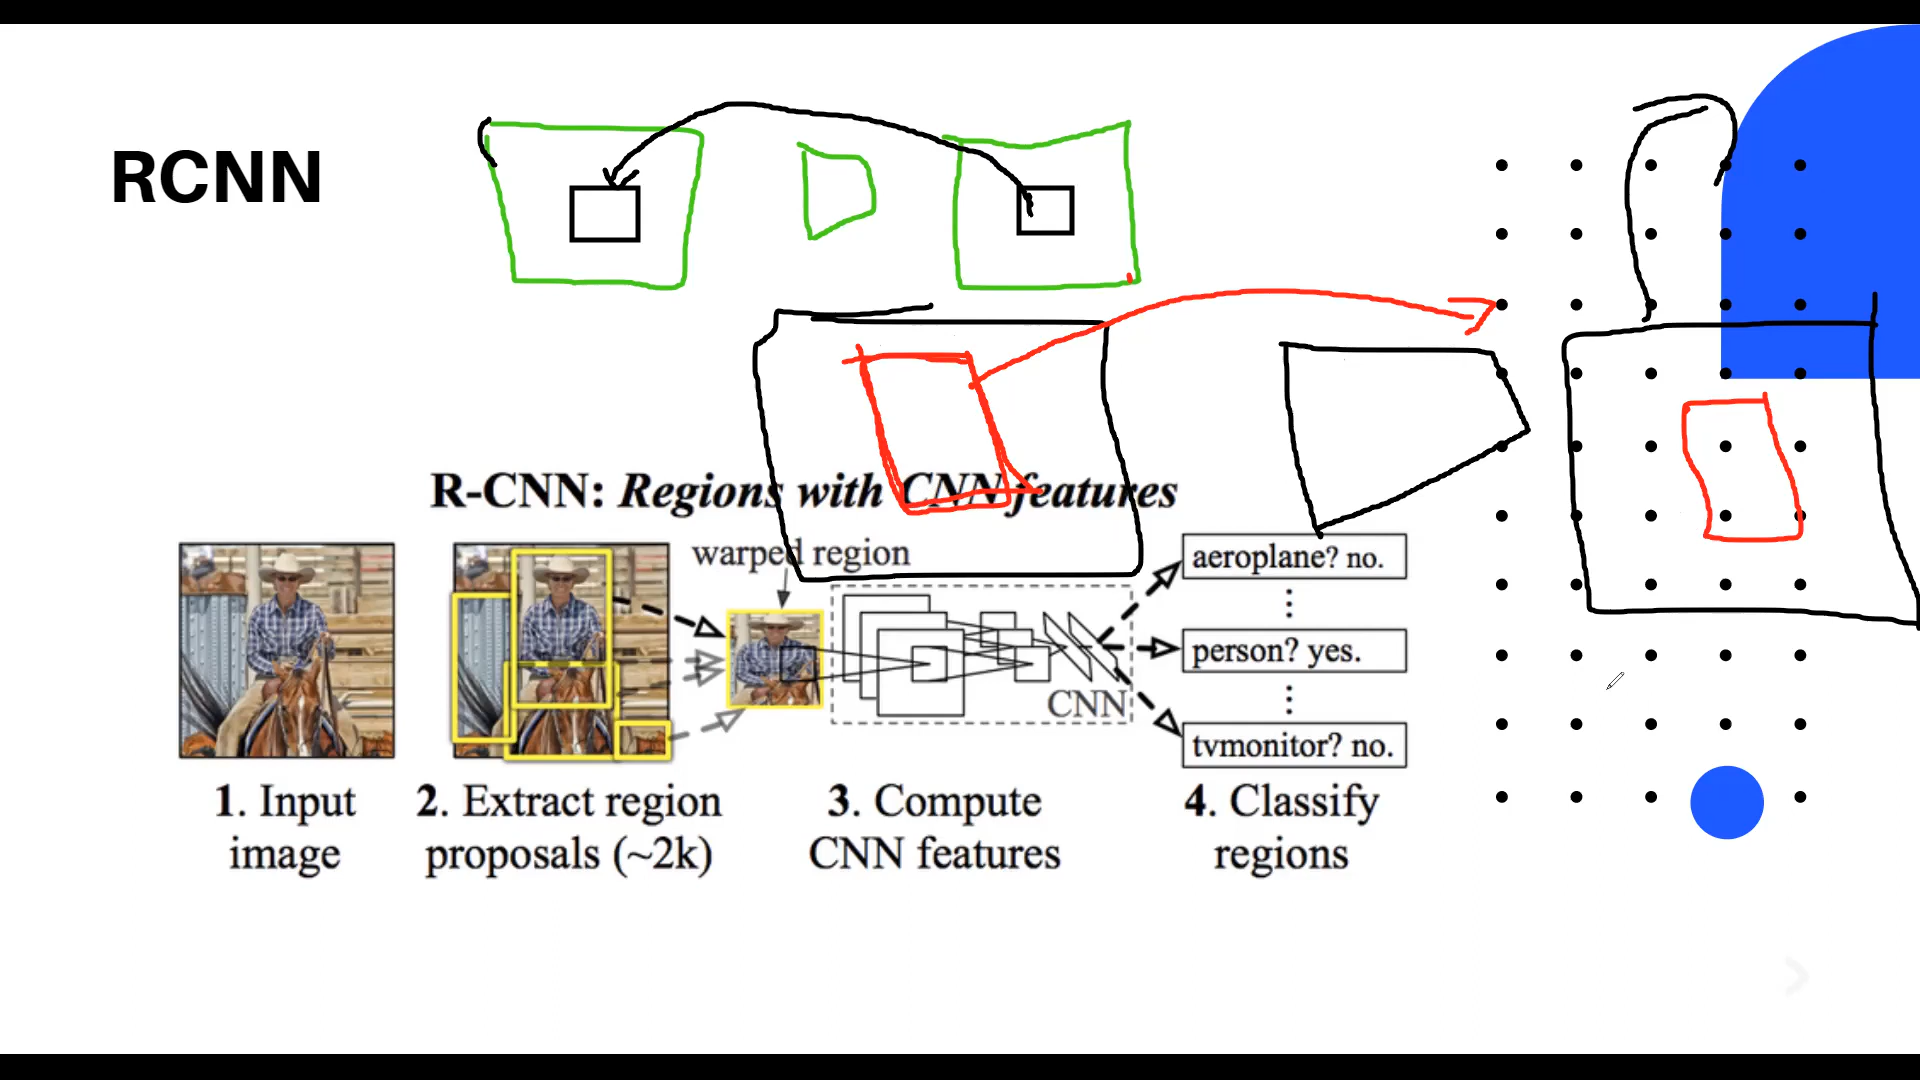 RCNN
R-CNN: Regions with CNN features
warped region
aeroplane? no.
person? yes.
CNN
tvmonitor? no.
1. Input image
2. Extract region proposals (~2k)
3. Compute CNN features
4. Classify regions